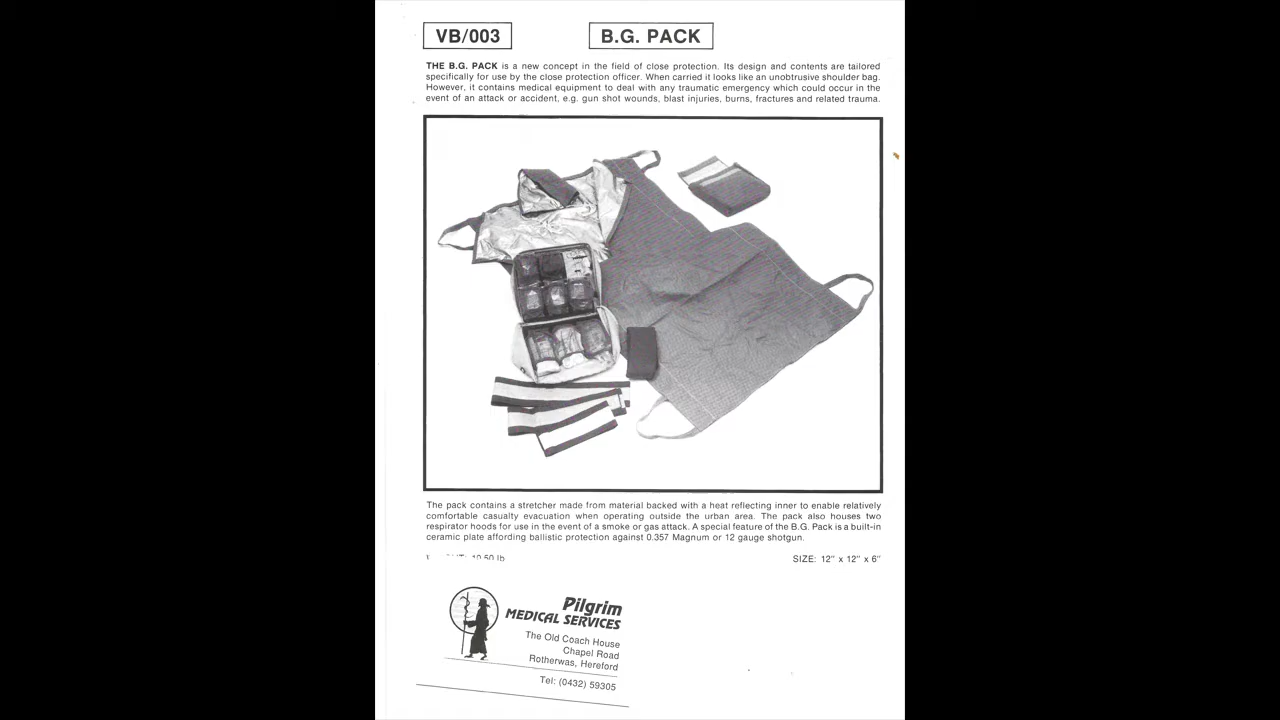 VB/003
B.G. PACK
THE B.G. PACK is a new concept in the field of close protection. Its design and contents are tailored
specifically for use by the close protection officer. When carried it looks like an unobtrusive shoulder bag.
However, it contains medical equipment to deal with any traumatic emergency which could occur in the
event of an attack or accident, e.g. gun shot wounds, blast injuries, burns, fractures and related trauma.
The pack contains a stretcher made from material backed with a heat reflecting inner to enable relatively
comfortable casualty evacuation when operating outside the urban area. The pack also houses two
respirator hoods for use in the event of a smoke or gas attack. A special feature of the B.G. Pack is a built-in
ceramic plate affording ballistic protection against 0.357 Magnum or 12 gauge shotgun.
10.50 lb
SIZE: 12" x 12" x 6"
Pilgrim
MEDICAL SERVICES
The Old Coach House
Chapel Road
Rotherwas, Hereford
Tel: (0432) 59305